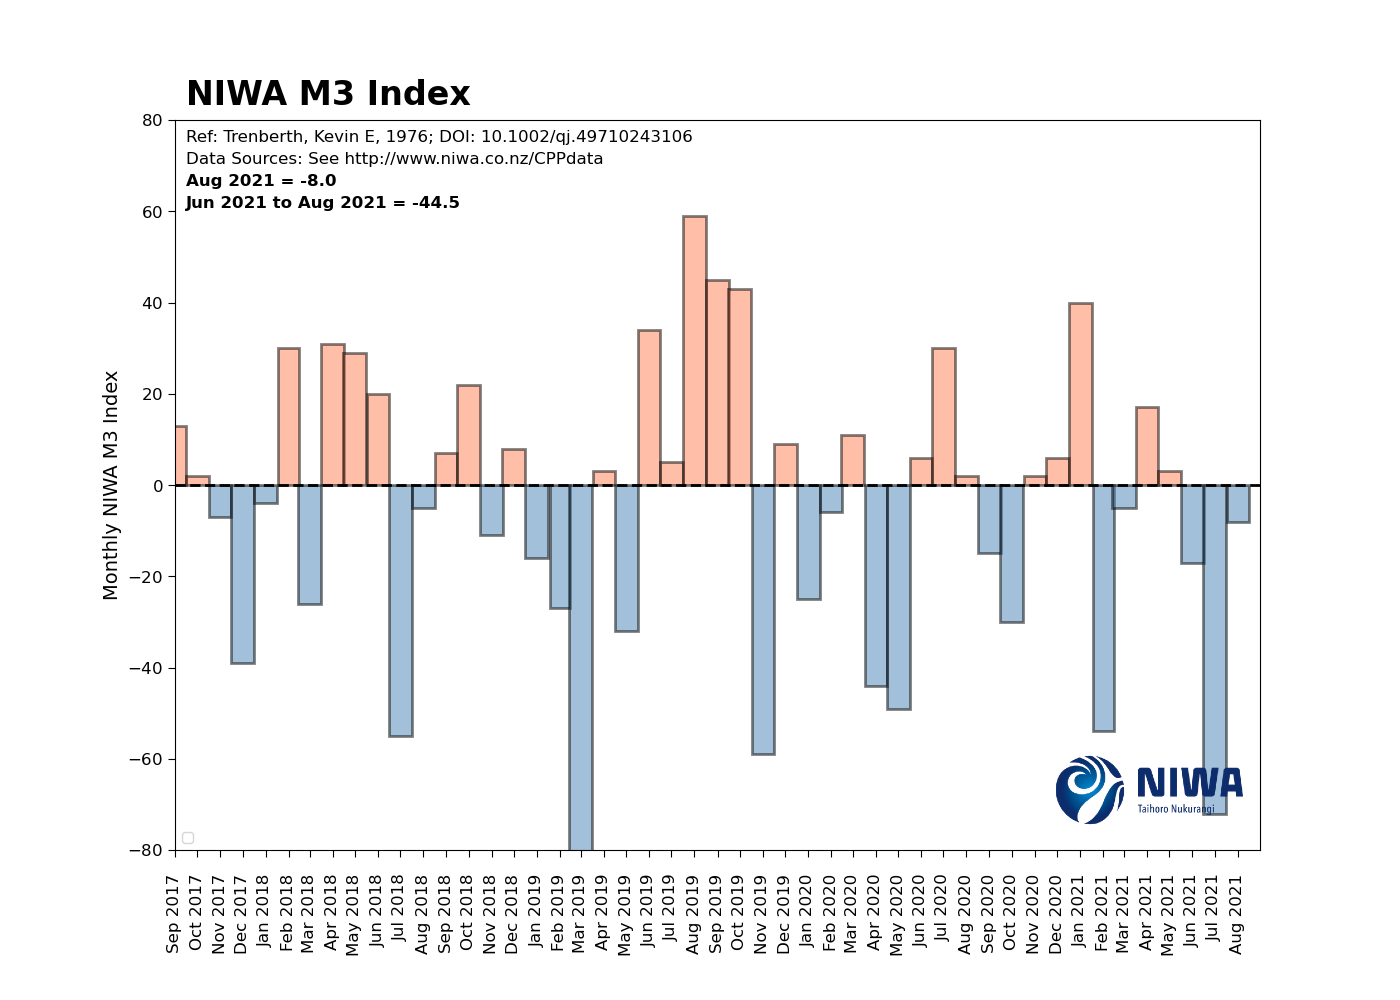 NIWA M3 Index
Ref: Trenberth, Kevin E, 1976; DOI: 10.1002/qj.49710243106
Data Sources: See http://www.niwa.co.nz/CPPdata
Aug 2021 = -8.0
Jun 2021 to Aug 2021 = -44.5
Monthly NIWA M3 Index
80
60
40
20
0
−20
−40
−60
−80
NIWA
Taihoro Nukurangi
Sep 2017
Oct 2017
Nov 2017
Dec 2017
Jan 2018
Feb 2018
Mar 2018
Apr 2018
May 2018
Jun 2018
Jul 2018
Aug 2018
Sep 2018
Oct 2018
Nov 2018
Dec 2018
Jan 2019
Feb 2019
Mar 2019
Apr 2019
May 2019
Jun 2019
Jul 2019
Aug 2019
Sep 2019
Oct 2019
Nov 2019
Dec 2019
Jan 2020
Feb 2020
Mar 2020
Apr 2020
May 2020
Jun 2020
Jul 2020
Aug 2020
Sep 2020
Oct 2020
Nov 2020
Dec 2020
Jan 2021
Feb 2021
Mar 2021
Apr 2021
May 2021
Jun 2021
Jul 2021
Aug 2021